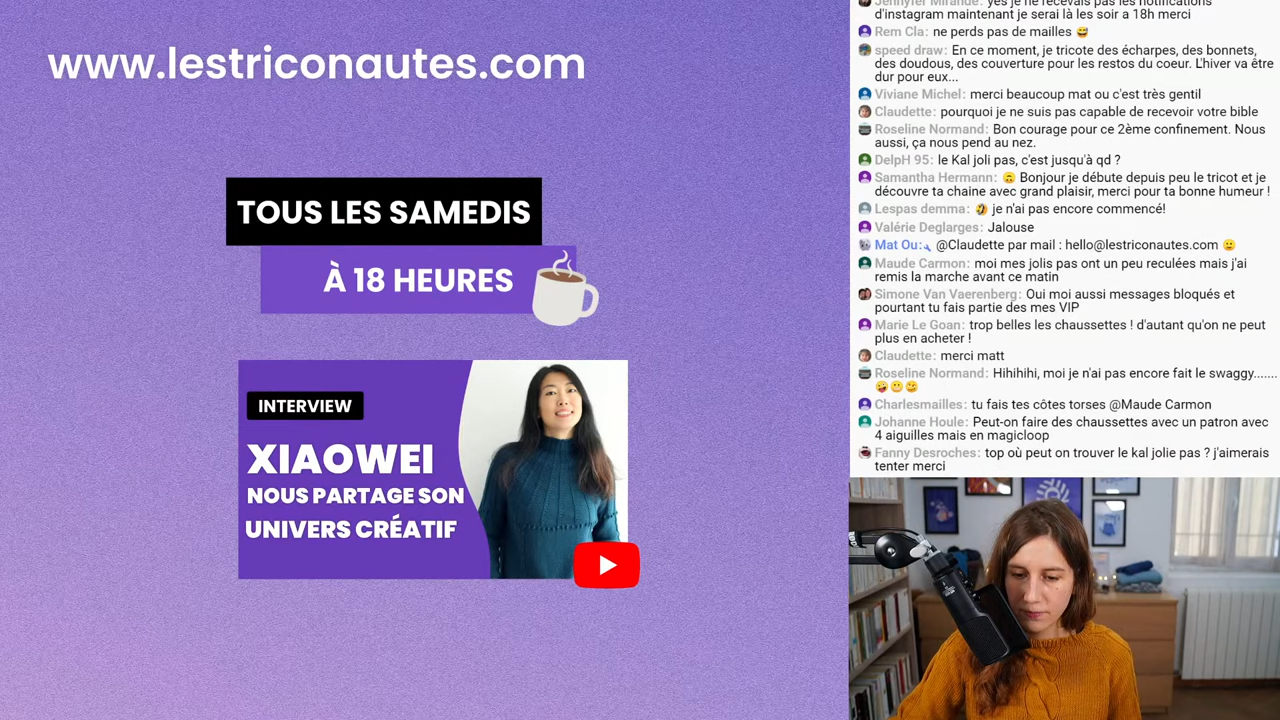 www.lestriconautes.com
TOUS LES SAMEDIS
À 18 HEURES
INTERVIEW
XIAOWEI
NOUS PARTAGE SON
UNIVERS CRÉATIF
Jennyfer Mirande: yes je ne recevais pas les notifications
d'instagram maintenant je serai là les soir a 18h merci
Rem Cla: ne perds pas de mailles 😅
speed draw: En ce moment, je tricote des écharpes, des bonnets,
des doudous, des couverture pour les restos du coeur. L'hiver va être
dur pour eux...
Viviane Michel: merci beaucoup mat ou c'est très gentil
Claudette: pourquoi je ne suis pas capable de recevoir votre bible
Roseline Normand: Bon courage pour ce 2ème confinement. Nous
aussi, ça nous pend au nez.
DelpH 95: le Kal joli pas, c'est jusqu'à qd ?
Samantha Hermann: 🙃 Bonjour je débute depuis peu le tricot et je
découvre ta chaine avec grand plaisir, merci pour ta bonne humeur !
Lespas demma: 🤣 je n'ai pas encore commencé!
Valérie Deglarges: Jalouse
Mat Ou: @Claudette par mail : hello@lestriconautes.com 🙂
Maude Carmon: moi mes jolis pas ont un peu reculées mais j'ai
remis la marche avant ce matin
Simone Van Vaerenberg: Oui moi aussi messages bloqués et
pourtant tu fais partie des mes VIP
Marie Le Goan: trop belles les chaussettes ! d'autant qu'on ne peut
plus en acheter !
Claudette: merci matt
Roseline Normand: Hihihihi, moi je n'ai pas encore fait le swaggy.......
🤪😬🥴
Charlesmailles: tu fais tes côtes torses @Maude Carmon
Johanne Houle: Peut-on faire des chaussettes avec un patron avec
4 aiguilles mais en magicloop
Fanny Desroches: top où peut on trouver le kal jolie pas ? j'aimerais
tenter merci